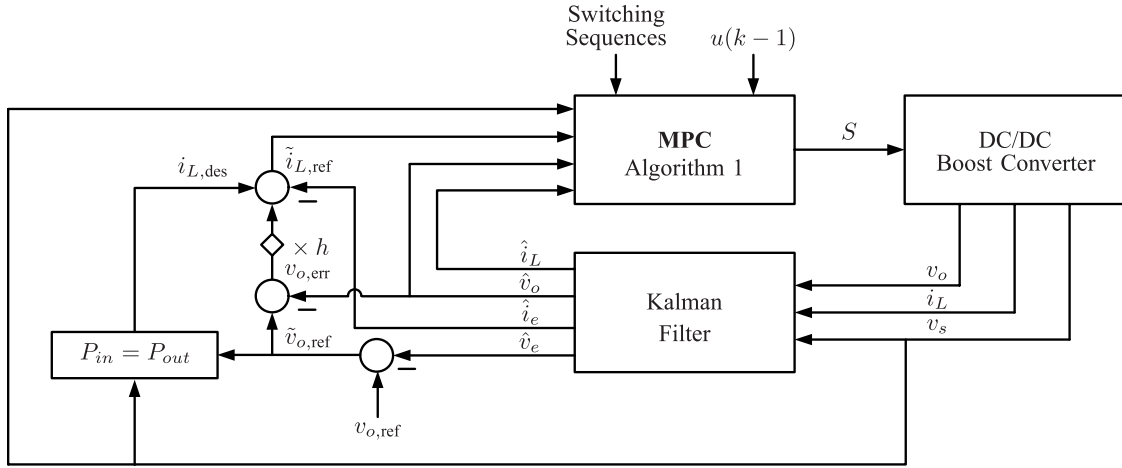 Switching
Sequences
u(k − 1)
MPC
Algorithm 1
S
DC/DC
Boost Converter
i_{L,des}
ĩ_{L,ref}
× h
v_{o,err}
î_L
v̂_o
î_e
v̂_e
Kalman
Filter
v_o
i_L
v_s
ṽ_{o,ref}
P_{in} = P_{out}
v_{o,ref}